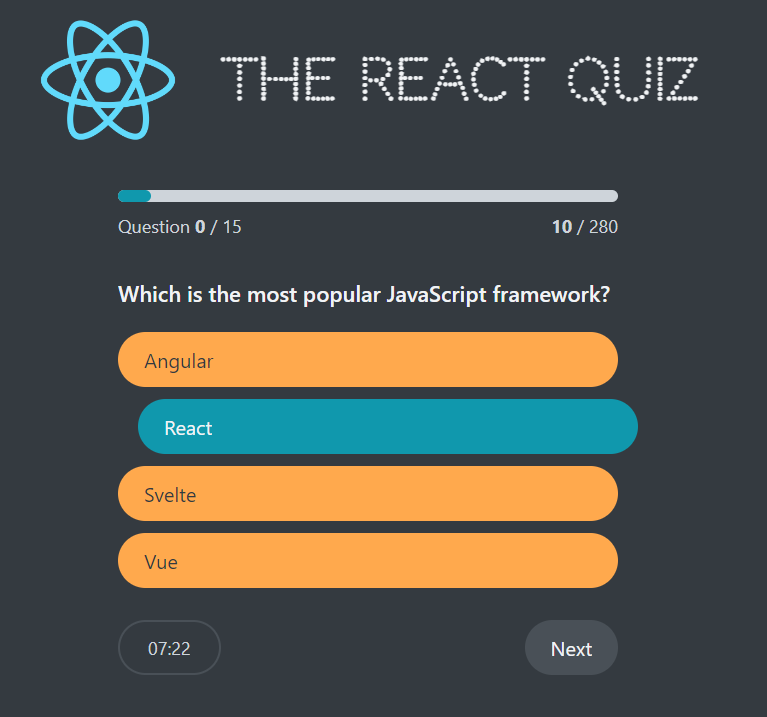 THE REACT QUIZ
Question 0 / 15
10 / 280
Which is the most popular JavaScript framework?
Angular
React
Svelte
Vue
07:22
Next